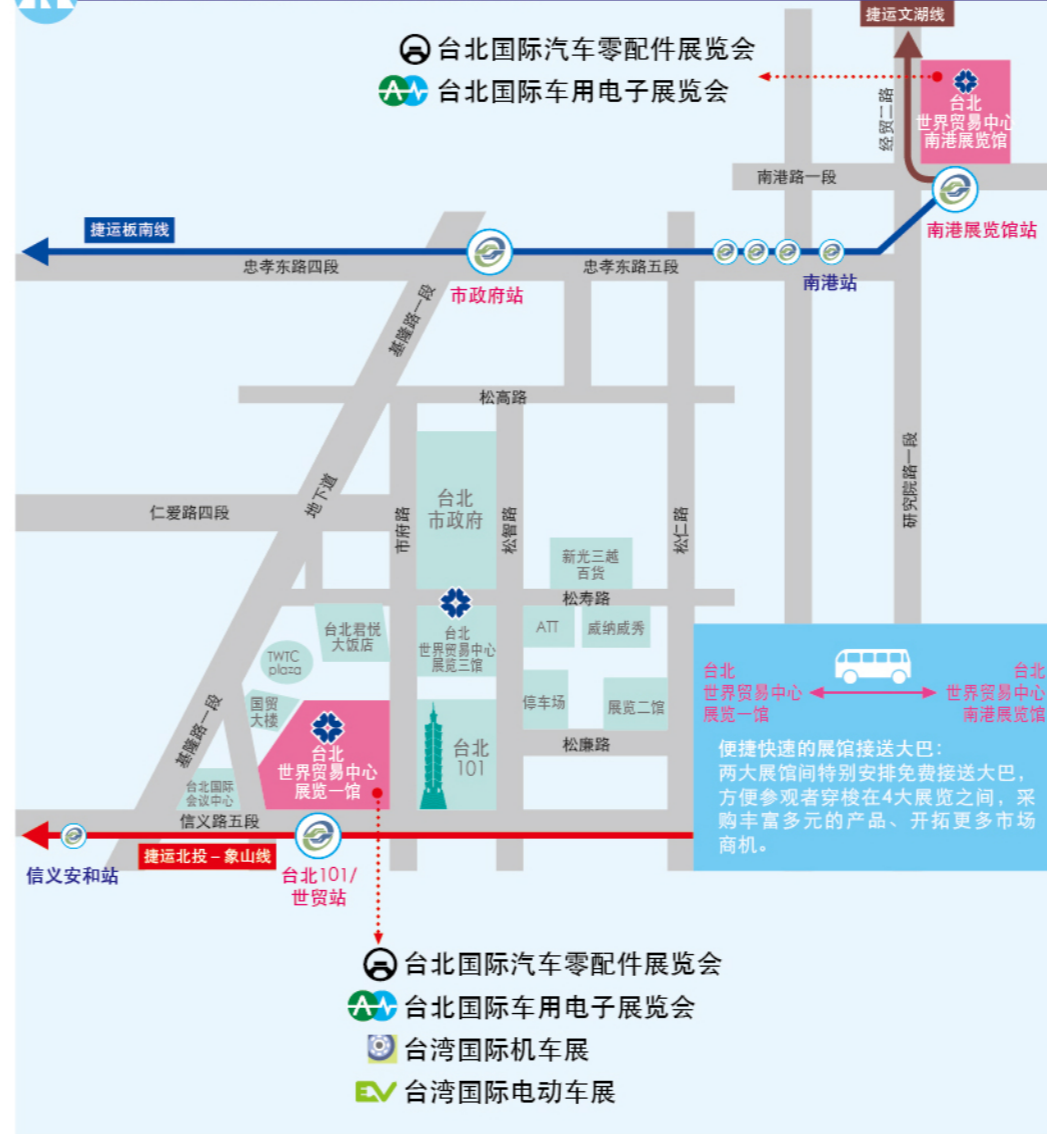 捷运文湖线
台北国际汽车零配件展览会
台北国际车用电子展览会
台北
世界贸易中心
南港展览馆
经贸二路
南港路一段
南港展览馆站
捷运板南线
忠孝东路四段
忠孝东路五段
市政府站
南港站
基隆路一段
松高路
地下道
仁爱路四段
市府路
台北
市政府
松智路
松仁路
研究院路一段
新光三越
百货
松寿路
台北君悦
大饭店
台北
世界贸易中心
展览三馆
ATT
威纳威秀
TWTC
plaza
国贸
大楼
停车场
展览二馆
基隆路一段
台北
世界贸易中心
展览一馆
台北
101
松廉路
台北国际
会议中心
信义路五段
信义安和站
捷运北投－象山线
台北101/
世贸站
台北
世界贸易中心
展览一馆
台北
世界贸易中心
南港展览馆
便捷快速的展馆接送大巴：
两大展馆间特别安排免费接送大巴，
方便参观者穿梭在4大展览之间，采
购丰富多元的产品、开拓更多市场
商机。
台北国际汽车零配件展览会
台北国际车用电子展览会
台湾国际机车展
EV 台湾国际电动车展